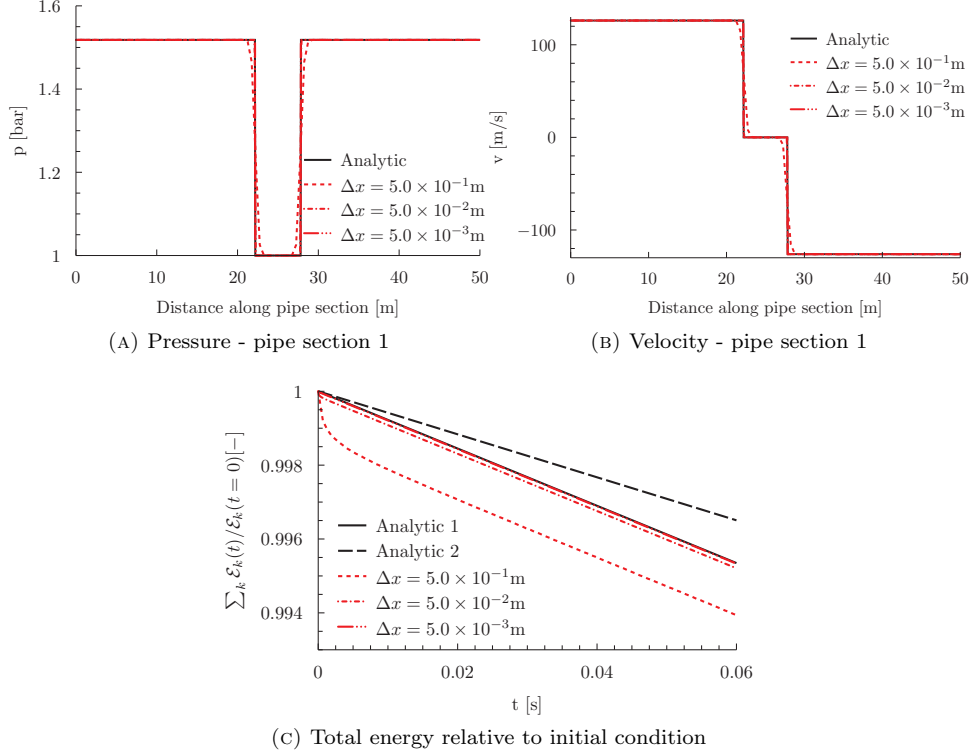 1.6
1.4
1.2
1
p [bar]
Analytic
Δx = 5.0 × 10⁻¹m
Δx = 5.0 × 10⁻²m
Δx = 5.0 × 10⁻³m
0 10 20 30 40 50
Distance along pipe section [m]
(A) Pressure - pipe section 1
100
0
−100
v [m/s]
Analytic
Δx = 5.0 × 10⁻¹m
Δx = 5.0 × 10⁻²m
Δx = 5.0 × 10⁻³m
0 10 20 30 40 50
Distance along pipe section [m]
(B) Velocity - pipe section 1
1
0.998
0.996
0.994
∑ₖ ℰₖ(t)/ℰₖ(t = 0)[−]
Analytic 1
Analytic 2
Δx = 5.0 × 10⁻¹m
Δx = 5.0 × 10⁻²m
Δx = 5.0 × 10⁻³m
0 0.02 0.04 0.06
t [s]
(C) Total energy relative to initial condition